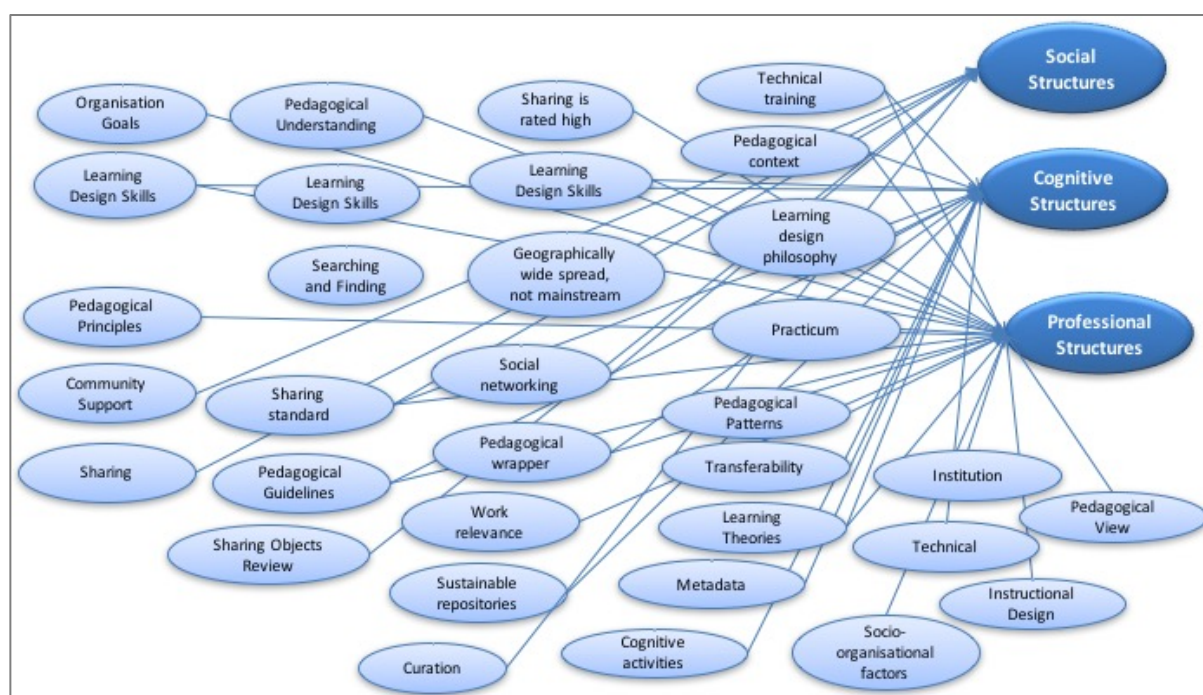 Social
Structures
Technical
training
Organisation
Goals
Pedagogical
Understanding
Sharing is
rated high
Pedagogical
context
Learning
Design Skills
Learning
Design Skills
Learning
Design Skills
Cognitive
Structures
Learning
design
philosophy
Searching
and Finding
Geographically
wide spread,
not mainstream
Pedagogical
Principles
Practicum
Professional
Structures
Community
Support
Sharing
standard
Social
networking
Pedagogical
Patterns
Sharing
Pedagogical
Guidelines
Pedagogical
wrapper
Transferability
Institution
Pedagogical
View
Sharing Objects
Review
Work
relevance
Learning
Theories
Technical
Sustainable
repositories
Metadata
Instructional
Design
Curation
Cognitive
activities
Socio-
organisational
factors